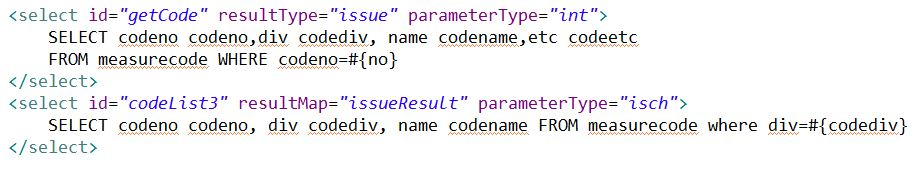 <select id="getCode" resultType="issue" parameterType="int">
SELECT codeno codeno,div codediv, name codename,etc codeetc
FROM measurecode WHERE codeno=#{no}
</select>
<select id="codeList3" resultMap="issueResult" parameterType="isch">
SELECT codeno codeno, div codediv, name codename FROM measurecode where div=#{codediv}
</select>